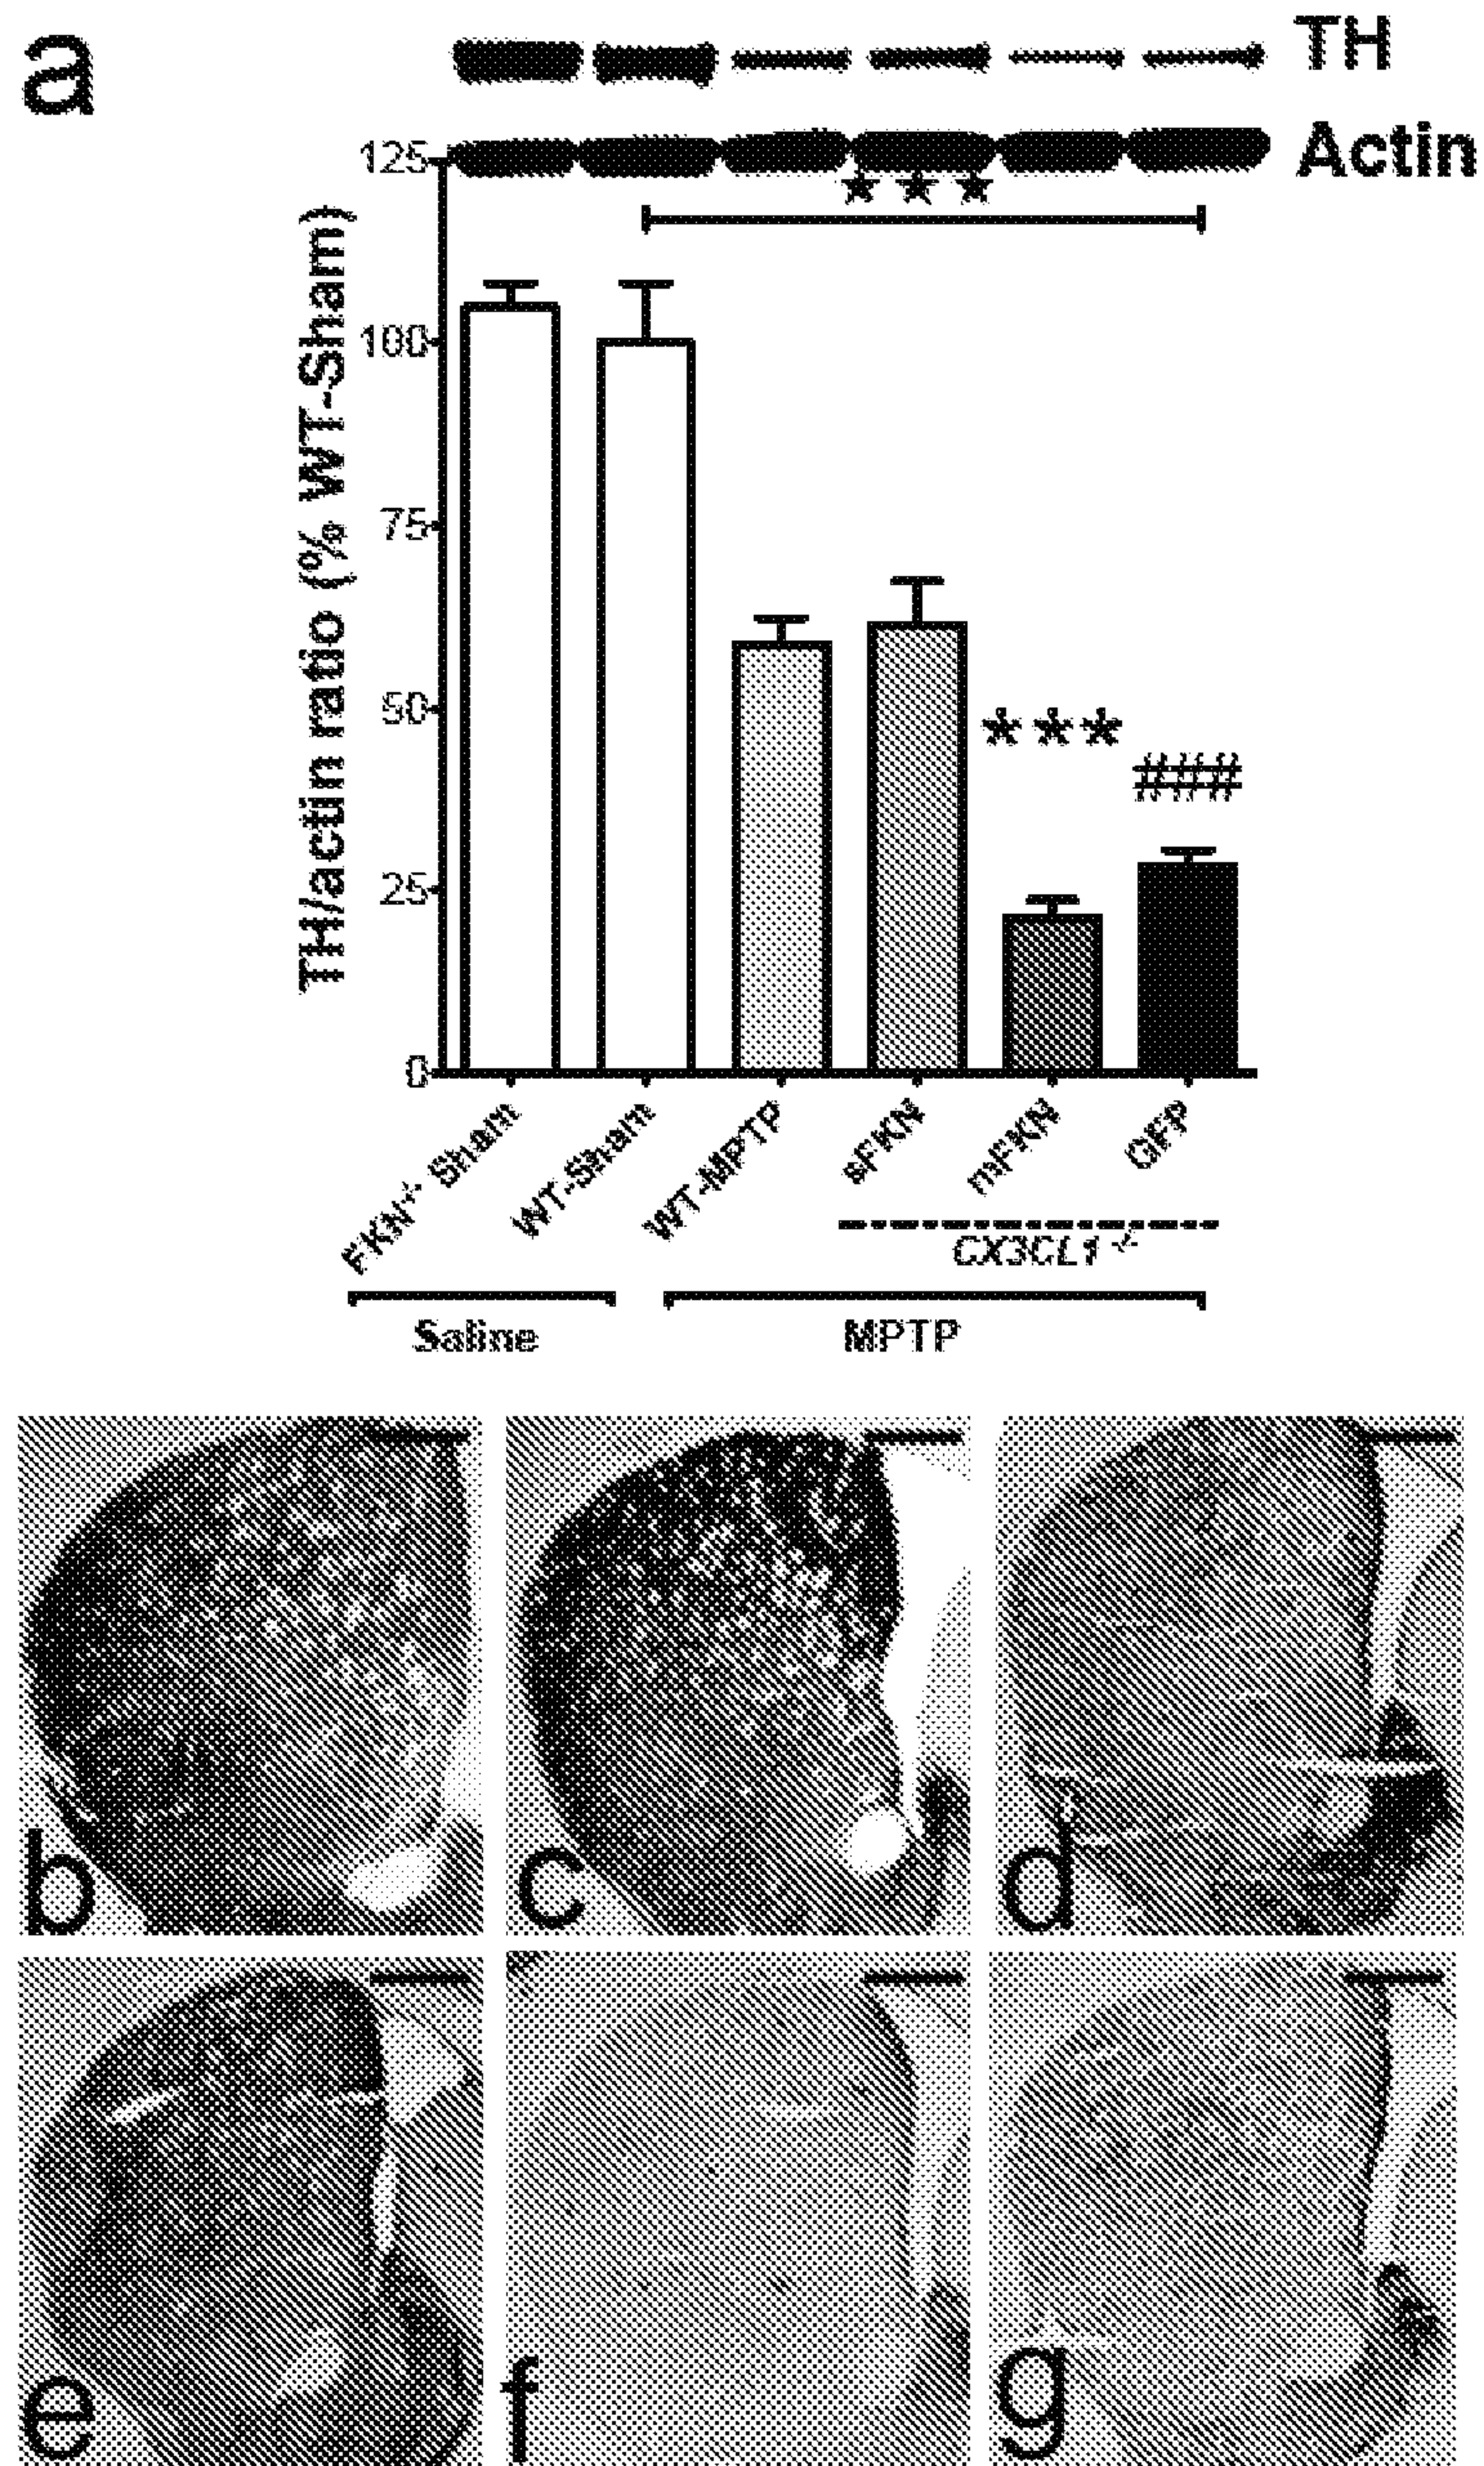 a
TH
Actin
125
100
75
50
25
0
TH/actin ratio (% WT-Sham)
★ ★ ★
★★★
###
FKN-/- Sham
WT-Sham
WT-MPTP
sFKN
mFKN
GFP
CX3CL1 -/-
Saline
MPTP
b
c
d
e
f
g